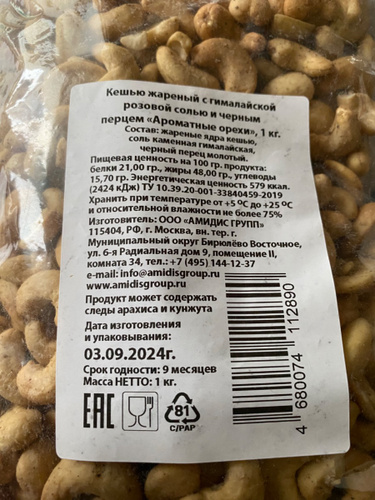 Кешью жареный с гималайской
розовой солью и черным
перцем «Ароматные орехи», 1 кг.
Состав: жареные ядра кешью,
соль каменная гималайская,
черный перец молотый.
Пищевая ценность на 100 гр. продукта:
белки 21,00 гр., жиры 48,00 гр., углеводы
15,70 гр. Энергетическая ценность 579 ккал.
(2424 кДж) ТУ 10.39.20-001-33840459-2019
Хранить при температуре от +5 ºС до +25 ºС
и относительной влажности не более 75%
Изготовитель: ООО «АМИДИС ГРУПП»
115404, РФ, г. Москва, вн. тер. г.
Муниципальный округ Бирюлёво Восточное,
ул. 6-я Радиальная дом 9, помещение II,
комната 34, тел.: +7 (495) 144-12-37
e-mail: info@amidisgroup.ru
www.amidisgroup.ru
Продукт может содержать
следы арахиса и кунжута
Дата изготовления
и упаковывания:
03.09.2024г.
Срок годности: 9 месяцев
Масса НЕТТО: 1 кг.
ЕАС
81
C/PAP
4 680074 112890